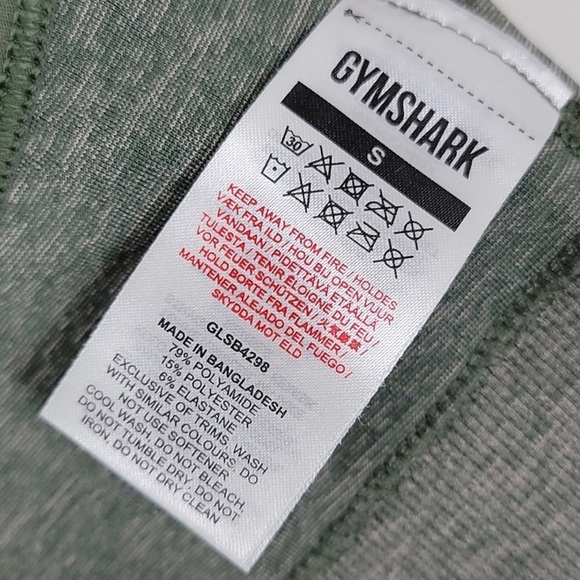 GYMSHARK
S
30
KEEP AWAY FROM FIRE / HOLDES
VÆK FRA ILD / HOU BIJ OPEN VUUR
VANDAAN / PIDETTÄVÄ ETÄÄLLÄ
TULESTA / TENIR ÉLOIGNÉ DU FEU /
VOR FEUER SCHÜTZEN /
HOLD BORTE FRA FLAMMER /
MANTENER ALEJADO DEL FUEGO /
SKYDDA MOT ELD
GLSB4298
MADE IN BANGLADESH
79% POLYAMIDE
15% POLYESTER
6% ELASTANE
EXCLUSIVE OF TRIMS, WASH
WITH SIMILAR COLOURS, DO
NOT USE SOFTENER
COOL WASH, DO NOT BLEACH,
DO NOT TUMBLE DRY, DO NOT
IRON, DO NOT DRY CLEAN